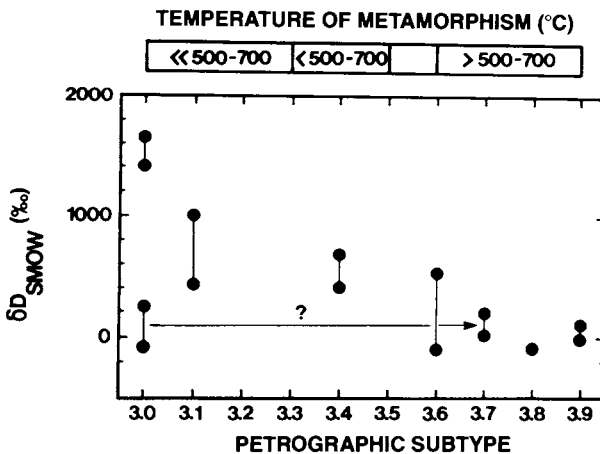 TEMPERATURE OF METAMORPHISM (°C)
≪ 500-700 < 500-700 > 500-700
2000
1000
0
δD SMOW (‰)
?
3.0 3.1 3.2 3.3 3.4 3.5 3.6 3.7 3.8 3.9
PETROGRAPHIC SUBTYPE